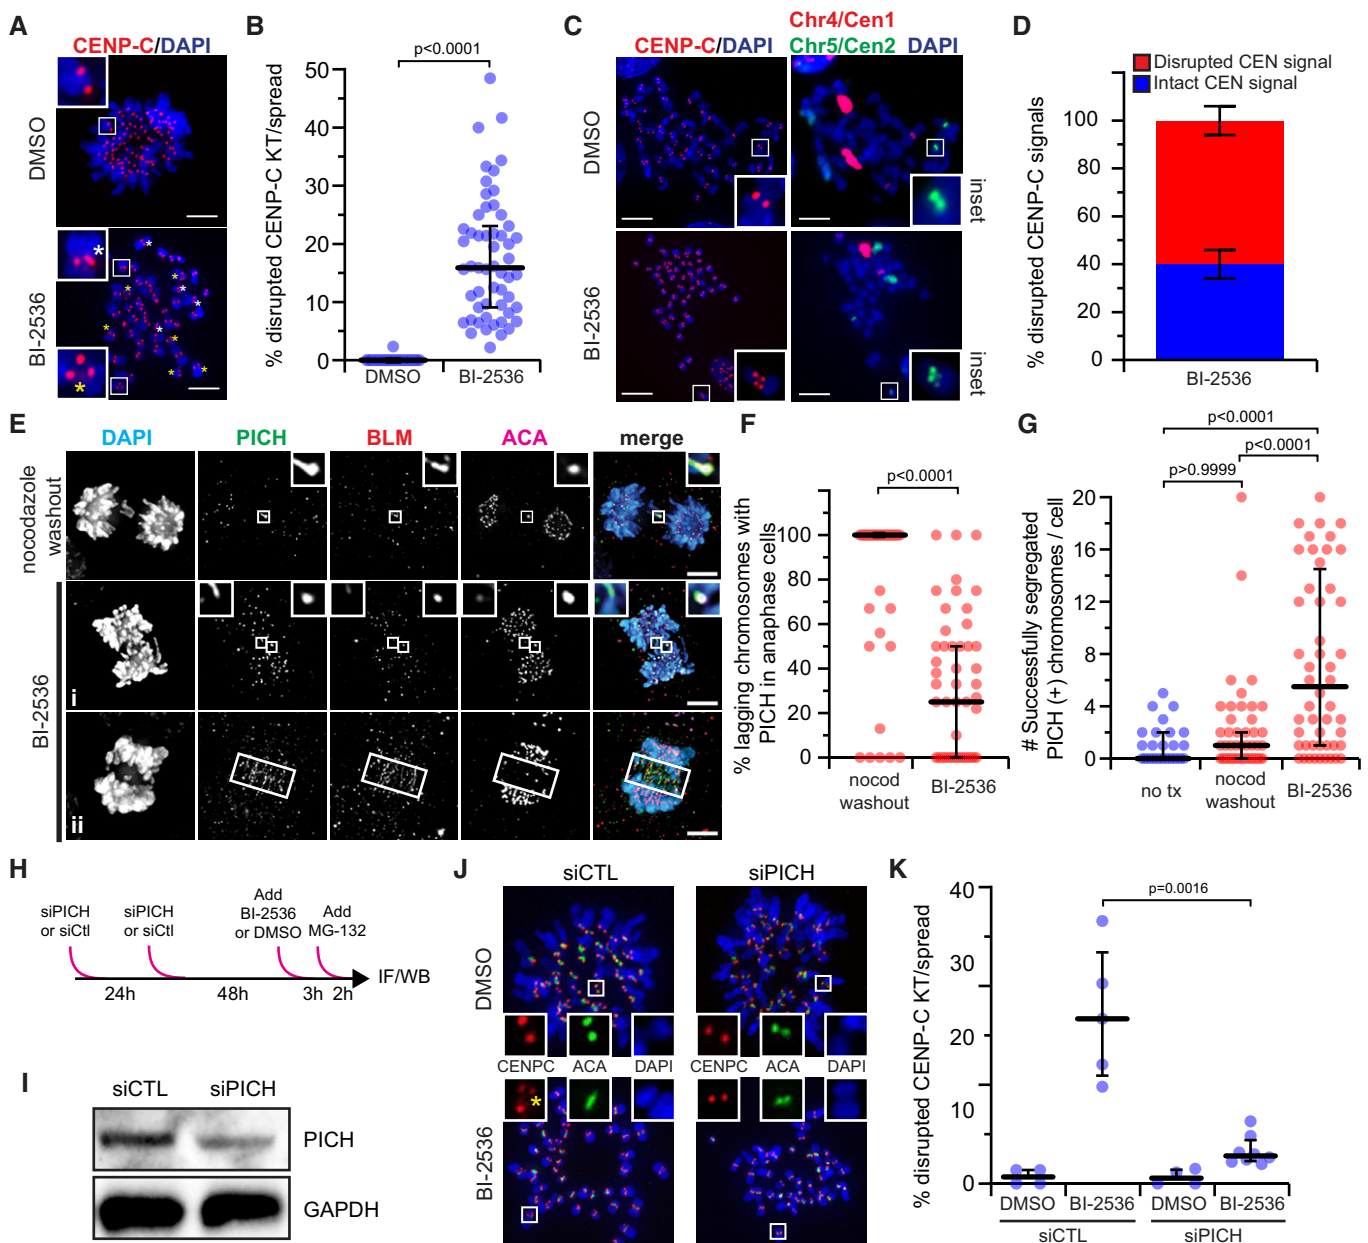 A
CENP-C/DAPI
DMSO
BI-2536
*
*
B
p<0.0001
% disrupted CENP-C KT/spread
50
40
30
20
10
0
DMSO
BI-2536
C
CENP-C/DAPI
Chr4/Cen1
Chr5/Cen2 DAPI
DMSO
inset
BI-2536
inset
D
Disrupted CEN signal
Intact CEN signal
% disrupted CENP-C signals
100
80
60
40
20
0
BI-2536
E
DAPI
PICH
BLM
ACA
merge
nocodazole
washout
BI-2536
i
ii
F
p<0.0001
% lagging chromosomes with
PICH in anaphase cells
100
80
60
40
20
0
nocod
washout
BI-2536
G
p<0.0001
p<0.0001
p>0.9999
# Successfully segregated
PICH (+) chromosomes / cell
20
16
12
8
4
0
no tx
nocod
washout
BI-2536
H
siPICH
or siCtl
siPICH
or siCtl
Add
BI-2536
or DMSO
Add
MG-132
IF/WB
24h
48h
3h
2h
I
siCTL
siPICH
PICH
GAPDH
J
siCTL
siPICH
DMSO
CENPC
ACA
DAPI
CENPC
ACA
DAPI
*
BI-2536
K
p=0.0016
% disrupted CENP-C KT/spread
40
30
20
10
0
DMSO
BI-2536
DMSO
BI-2536
siCTL
siPICH